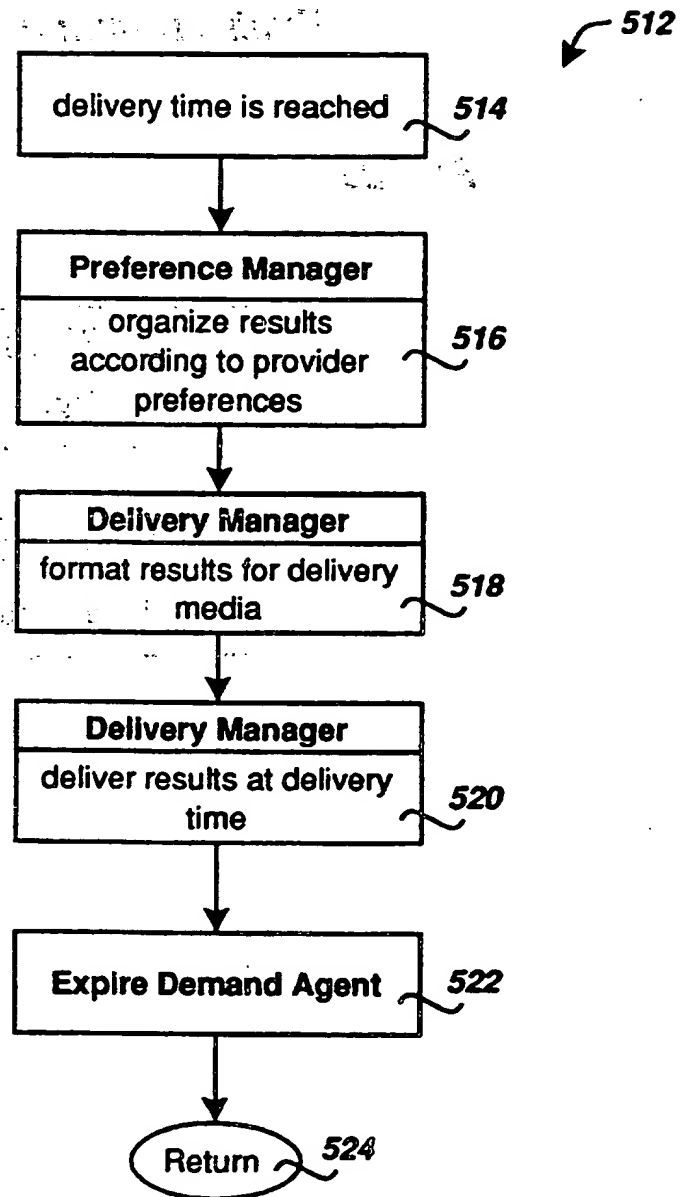 512
delivery time is reached
514
Preference Manager
organize results
according to provider
preferences
516
Delivery Manager
format results for delivery
media
518
Delivery Manager
deliver results at delivery
time
520
Expire Demand Agent
522
Return
524